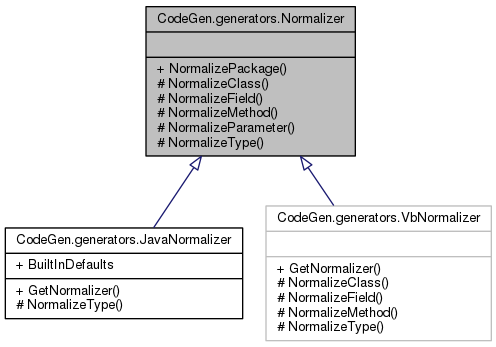 CodeGen.generators.Normalizer
+ NormalizePackage()
# NormalizeClass()
# NormalizeField()
# NormalizeMethod()
# NormalizeParameter()
# NormalizeType()
CodeGen.generators.JavaNormalizer
+ BuiltInDefaults
+ GetNormalizer()
# NormalizeType()
CodeGen.generators.VbNormalizer
+ GetNormalizer()
# NormalizeClass()
# NormalizeField()
# NormalizeMethod()
# NormalizeType()